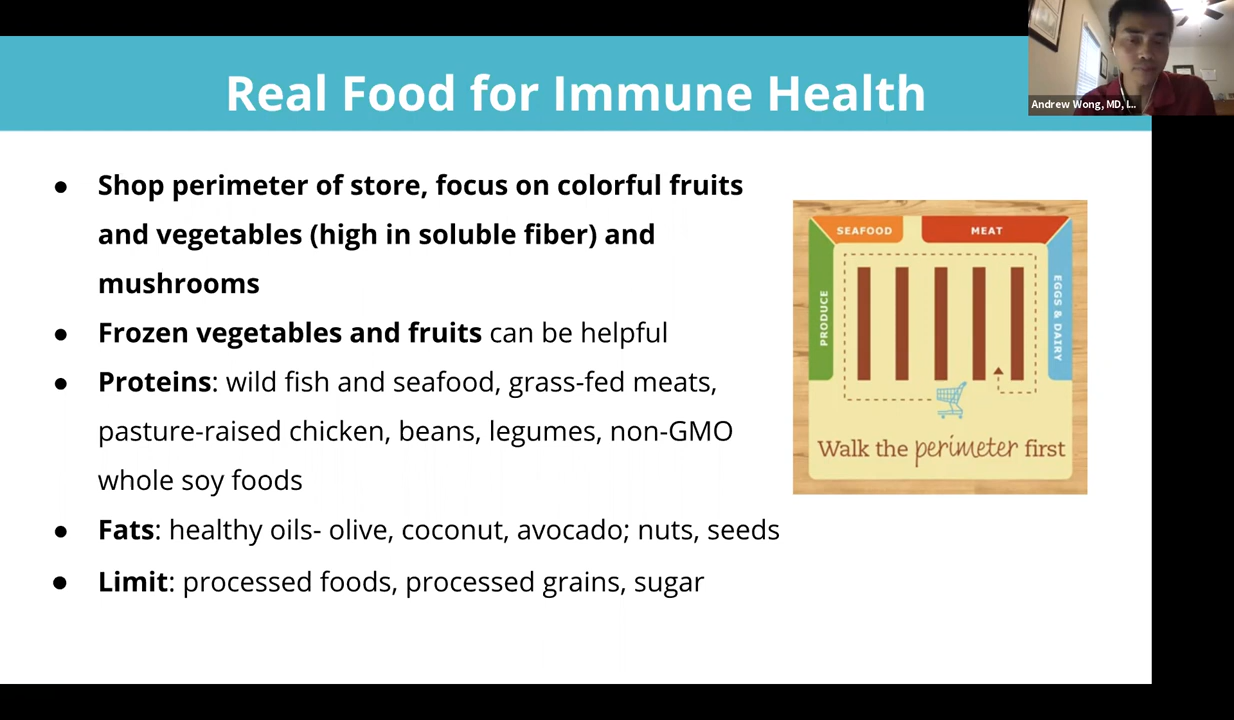 Real Food for Immune Health
Andrew Wong, MD, L...
● Shop perimeter of store, focus on colorful fruits
and vegetables (high in soluble fiber) and
mushrooms
● Frozen vegetables and fruits can be helpful
● Proteins: wild fish and seafood, grass-fed meats,
pasture-raised chicken, beans, legumes, non-GMO
whole soy foods
● Fats: healthy oils- olive, coconut, avocado; nuts, seeds
● Limit: processed foods, processed grains, sugar
SEAFOOD
MEAT
PRODUCE
EGGS & DAIRY
Walk the perimeter first